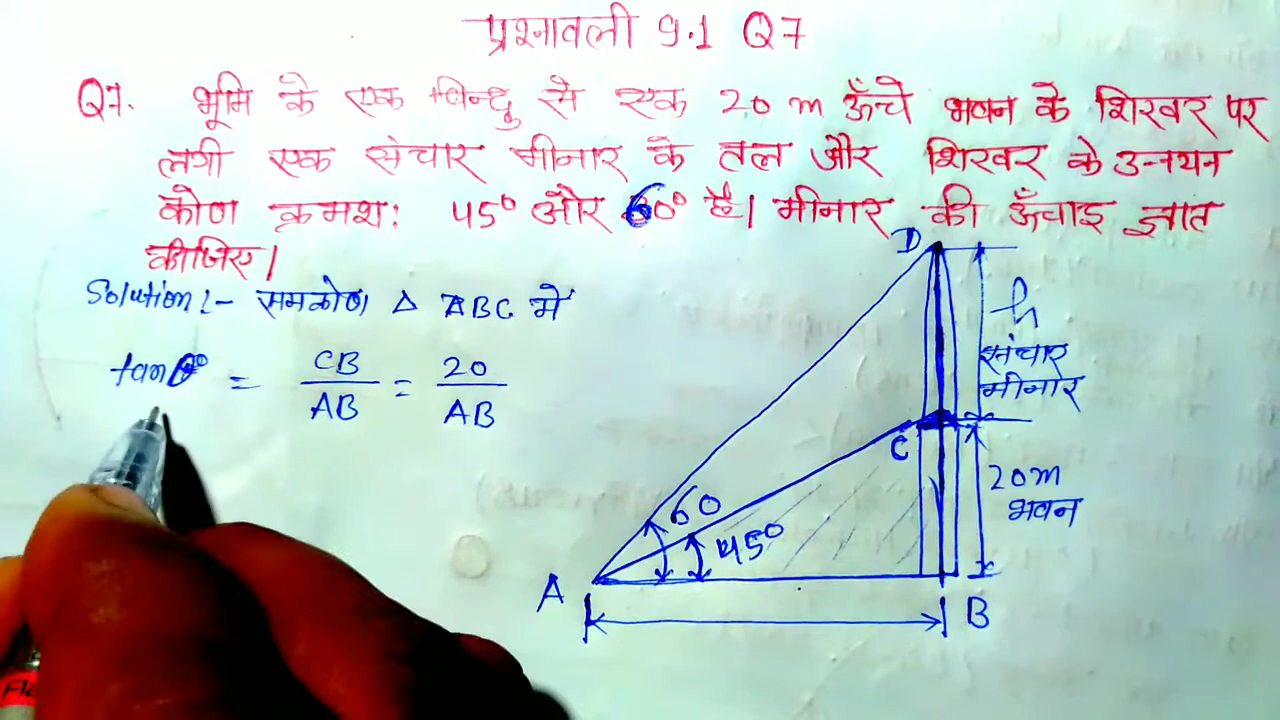 प्रश्नावली 9.1 Q7
Q7. भूमि के एक बिन्दु से एक 20 m ऊँचे भवन के शिखर पर
लगी एक संचार मीनार के तल और शिखर के उन्नयन
कोण क्रमश: 45° और 60° है। मीनार की ऊँचाइ ज्ञात
कीजिए।
Solution:- समकोण Δ ABC में
tanθ° = CB/AB = 20/AB
D
h
संचार
मीनार
C
20m
भवन
60
45°
A
B